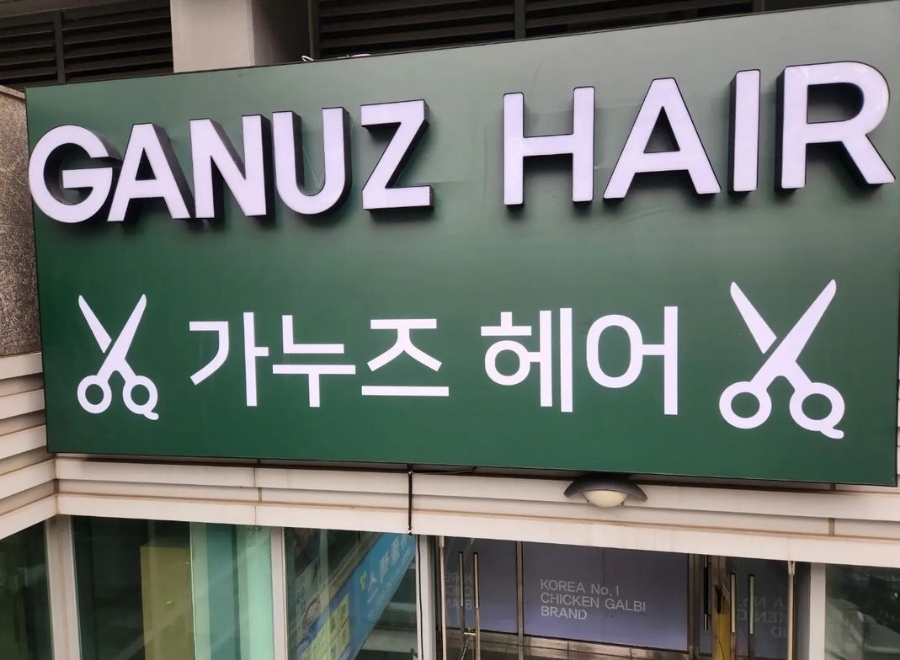 GANUZ HAIR
가누즈 헤어
KOREA No.1
CHICKEN GALBI
BRAND